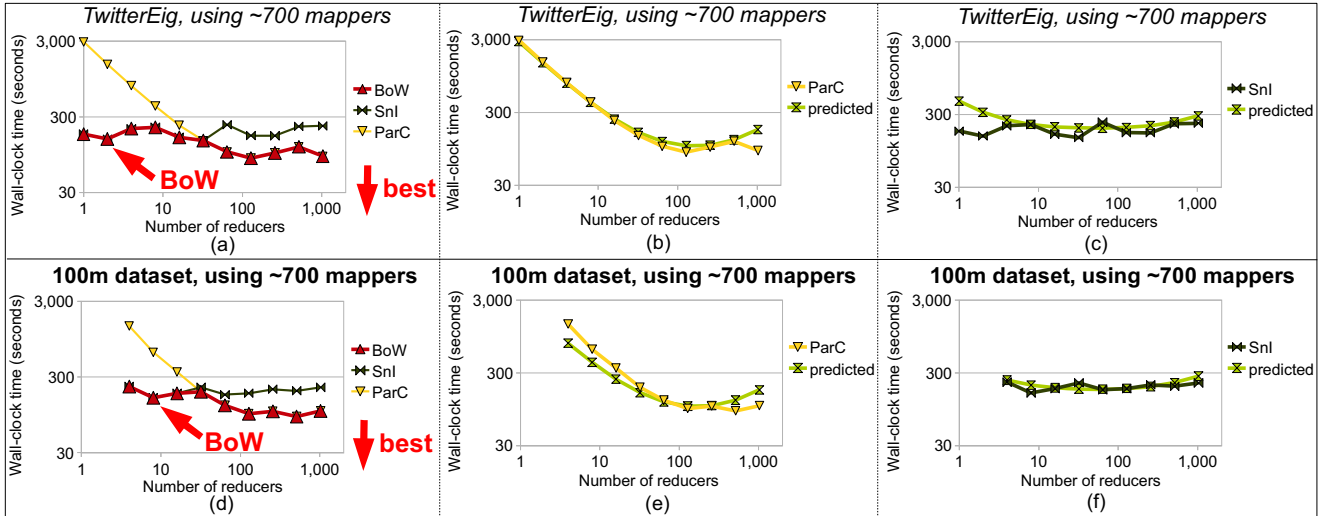 TwitterEig, using ~700 mappers
Wall-clock time (seconds)
3,000
300
30
1
10
100
1,000
Number of reducers
BoW
SnI
ParC
BoW
best
(a)
TwitterEig, using ~700 mappers
Wall-clock time (seconds)
3,000
300
30
1
10
100
1,000
Number of reducers
ParC
predicted
(b)
TwitterEig, using ~700 mappers
Wall-clock time (seconds)
3,000
300
30
1
10
100
1,000
Number of reducers
SnI
predicted
(c)
100m dataset, using ~700 mappers
Wall-clock time (seconds)
3,000
300
30
1
10
100
1,000
Number of reducers
BoW
SnI
ParC
BoW
best
(d)
100m dataset, using ~700 mappers
Wall-clock time (seconds)
3,000
300
30
1
10
100
1,000
Number of reducers
ParC
predicted
(e)
100m dataset, using ~700 mappers
Wall-clock time (seconds)
3,000
300
30
1
10
100
1,000
Number of reducers
SnI
predicted
(f)